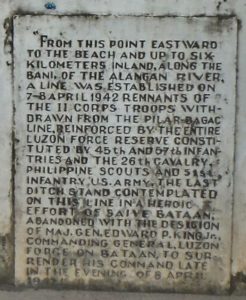 FROM THIS POINT EASTWARD
TO THE BEACH AND UP TO SIX
KILOMETERS INLAND, ALONG THE
BANK OF THE ALANGAN RIVER,
A LINE WAS ESTABLISHED ON
7-8 APRIL 1942 REMNANTS OF
THE II CORPS TROOPS WITH-
DRAWN FROM THE PILAR-BAGAC
LINE, REINFORCED BY THE ENTIRE
LUZON FORCE RESERVE CONSTI-
TUTED BY 45th AND 57th INFAN-
TRIES AND THE 26th CAVALRY,
PHILIPPINE SCOUTS AND 31st
INFANTRY, U.S. ARMY. THE LAST
DITCH STAND CONTEMPLATED
ON THIS LINE IN A HEROIC
EFFORT OF SAIVE BATAAN,
ABANDONED WITH THE DESIGION
OF MAJ. GEN. EDWARD P. KING, Jr.
COMMANDING GENERAL, LUZON
FORGE ON BATAAN, TO SUR-
RENDER HIS COMMAND LATE
IN THE EVENING OF 8 APRIL